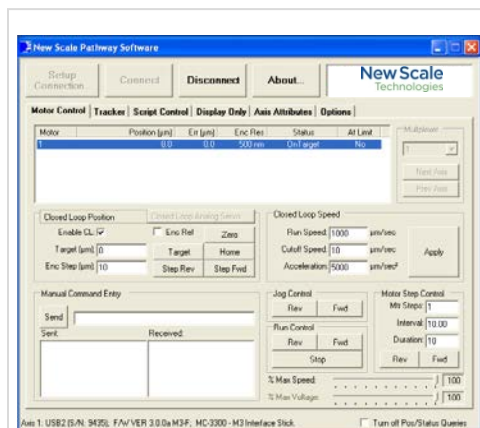 New Scale Pathway Software
Setup Connection
Connect
Disconnect
About...
New Scale Technologies
Motor Control Tracker Script Control Display Only Axis Attributes Options
Motor Position (µm) Err (µm) Enc Res Status At Limit
1 0.0 0.0 500 nm OnTarget No
Multiplexer
1
Next Axis
Prev Axis
Closed Loop Position Closed Loop Analog Servo
Enable CL: Enc Ref Zero
Target (µm): 0 Target Home
Enc Step (µm): 10 Step Rev Step Fwd
Closed Loop Speed
Run Speed: 1000 µm/sec
Cutoff Speed: 10 µm/sec
Acceleration: 5000 µm/sec²
Apply
Manual Command Entry
Send
Sent: Received:
Jog Control
Rev Fwd
Run Control
Rev Fwd
Stop
Motor Step Control
Mtr Steps: 1
Interval: 10.00
Duration: 10
Rev Fwd
% Max Speed: 100
% Max Voltage: 100
Axis 1: USB2 (S/N: 9435), F/W VER 3.0.0a M3-F, MC-3300 - M3 Interface Stick.
Turn off Pos/Status Queries